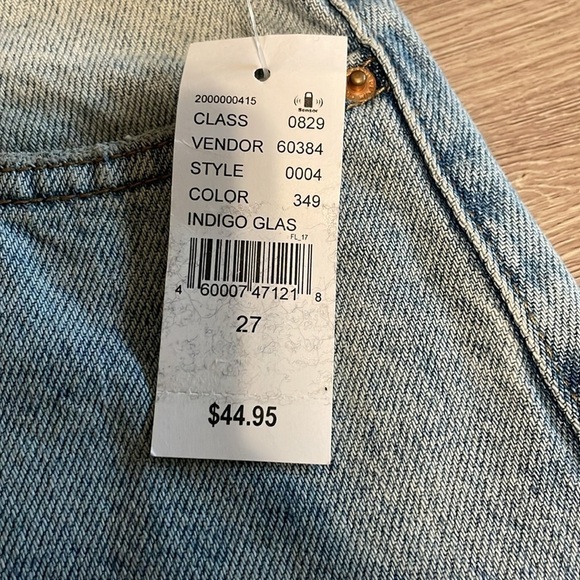 2000000415
Sensor
CLASS 0829
VENDOR 60384
STYLE 0004
COLOR 349
INDIGO GLAS
FL_17
4 60007 47121 8
27
$44.95